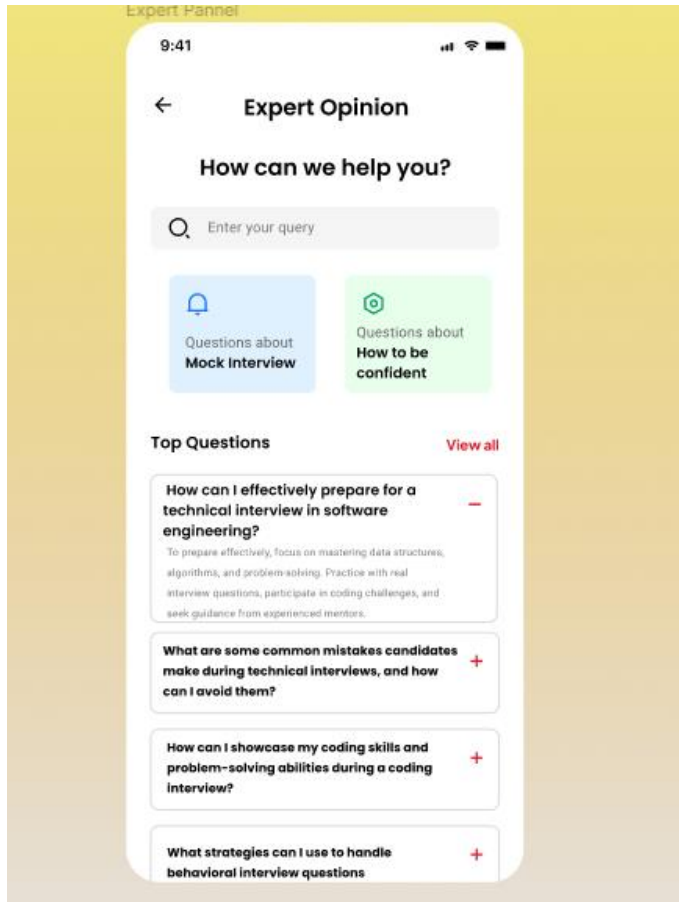 Expert Pannel
9:41
Expert Opinion
How can we help you?
Enter your query
Questions about
Mock Interview
Questions about
How to be
confident
Top Questions
View all
How can I effectively prepare for a
technical interview in software
engineering?
To prepare effectively, focus on mastering data structures,
algorithms, and problem-solving. Practice with real
interview questions, participate in coding challenges, and
seek guidance from experienced mentors.
What are some common mistakes candidates
make during technical interviews, and how
can I avoid them?
How can I showcase my coding skills and
problem-solving abilities during a coding
interview?
What strategies can I use to handle
behavioral interview questions